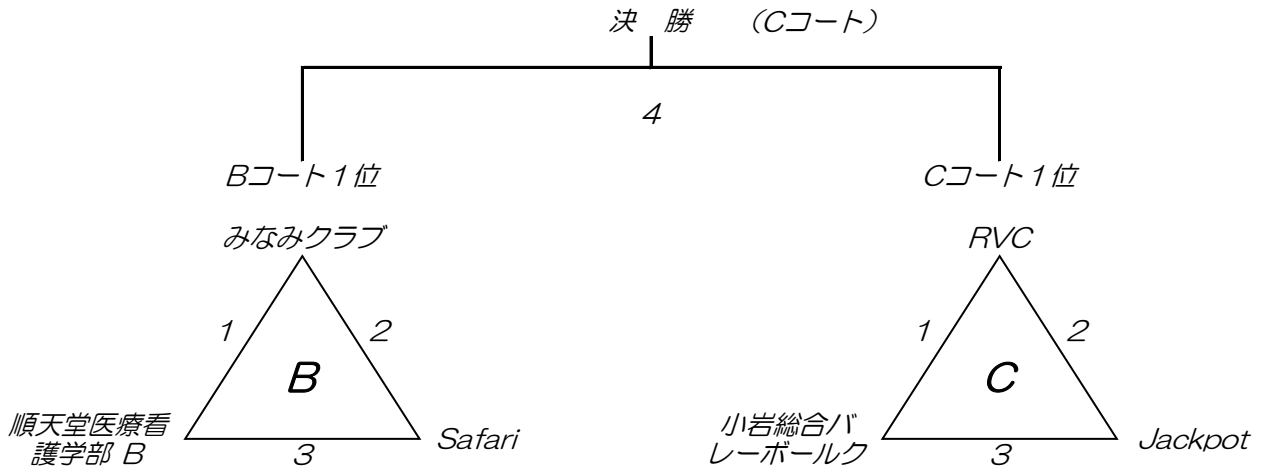 決　勝　　（Cコート）
4
Bコート１位
Cコート１位
みなみクラブ
RVC
1
2
1
2
B
C
順天堂医療看
護学部 B
Safari
小岩総合バ
レーボールク
Jackpot
3
3